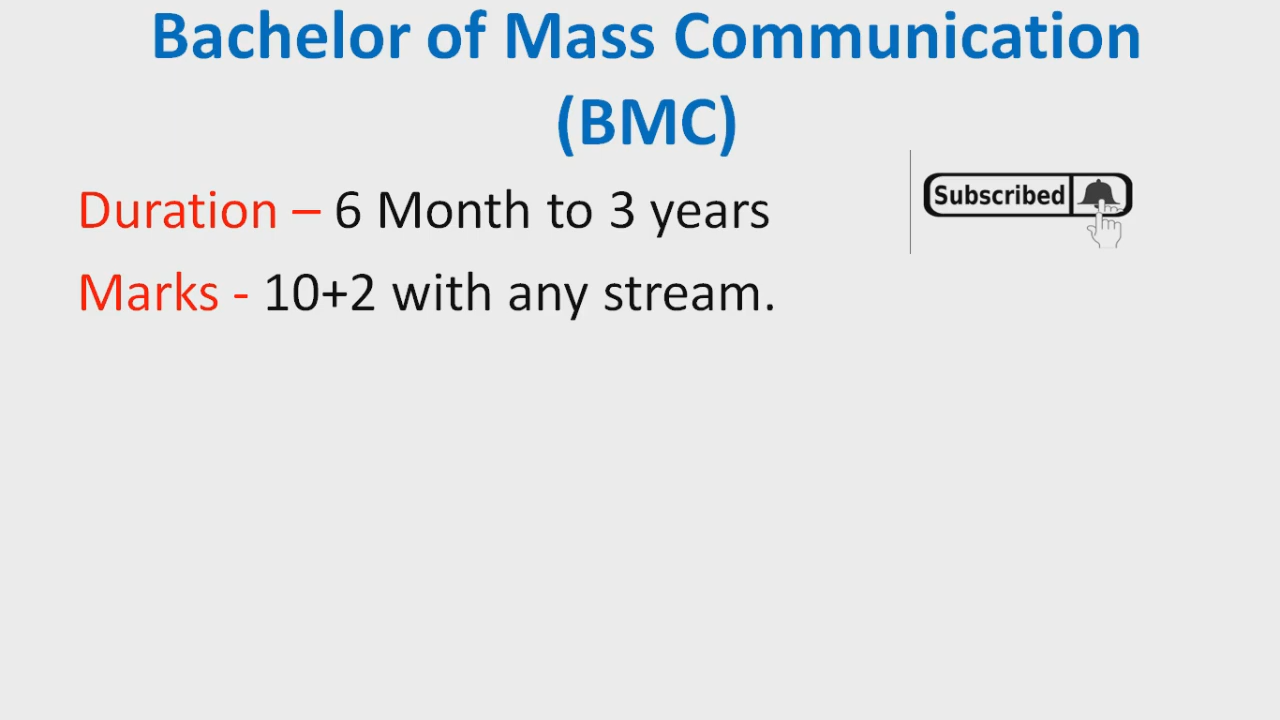 Bachelor of Mass Communication
(BMC)
Duration – 6 Month to 3 years
Subscribed
Marks - 10+2 with any stream.